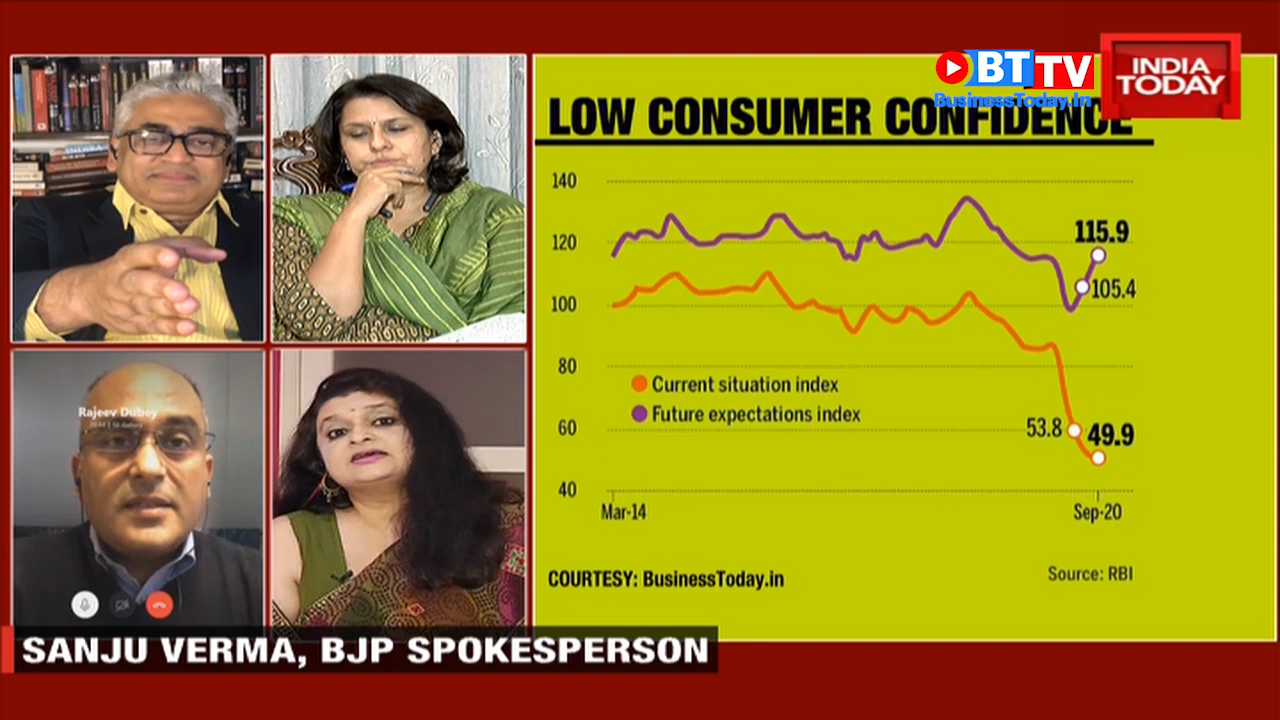 BT TV
BusinessToday.In
INDIA
TODAY
LOW CONSUMER CONFIDENCE
140
120
100
80
60
40
115.9
105.4
Current situation index
Future expectations index
53.8
49.9
Mar-14
Sep-20
COURTESY: BusinessToday.in
Source: RBI
Rajeev Dubey
SANJU VERMA, BJP SPOKESPERSON